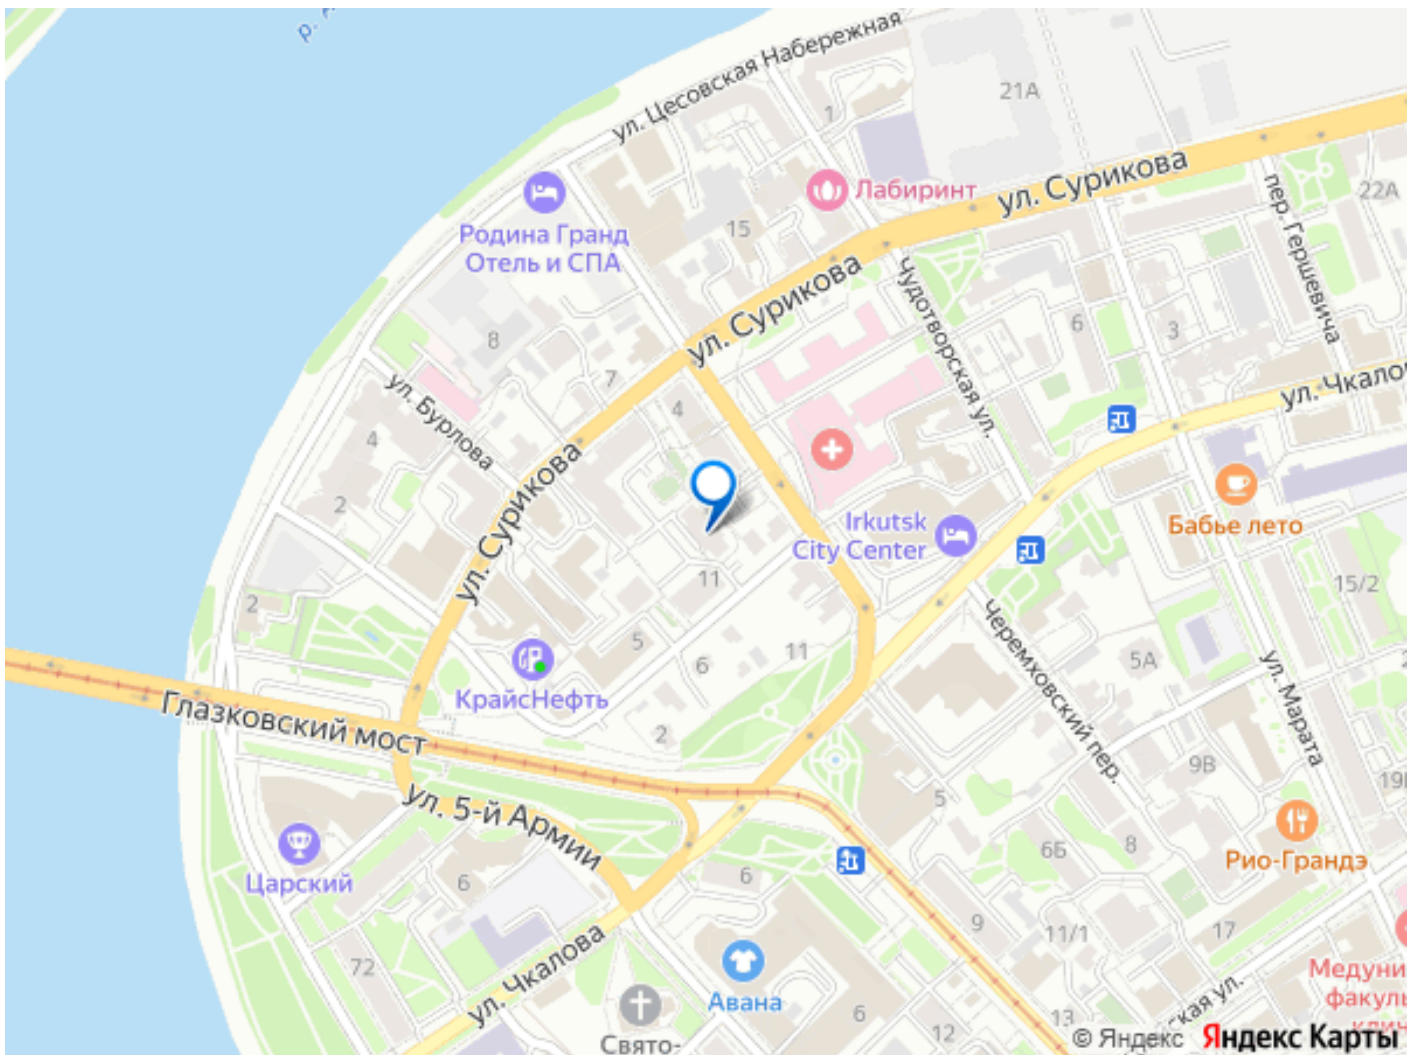 р.
ул. Цесовская Набережная
1
21А
ул. Сурикова
Лабиринт
пер. Гершевича
22А
Родина Гранд
Отель и СПА
15
ул. Сурикова
Чудотворская ул.
6
3
8
7
ул. Чкало
ул. Бурлова
4
4
2
ул. Сурикова
Irkutsk
City Center
Бабье лето
11
15/2
2
5
6
11
Черемховский пер.
5А
ул. Марата
КрайсНефть
Глазковский мост
2
9В
19
5
ул. 5-й Армии
6Б
8
Рио-Грандэ
Царский
6
6
9
11/1
17
72
ул. Чкалова
Авана
Медуни
факуль
клин
ская ул.
6
12
13
Свято-
© Яндекс Яндекс Карты